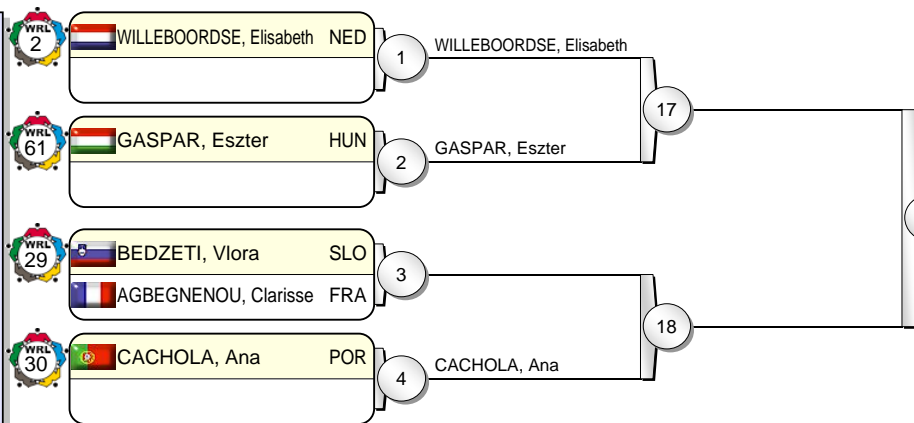 WRL 2 WILLEBOORDSE, Elisabeth NED
1 WILLEBOORDSE, Elisabeth
17
WRL 61 GASPAR, Eszter HUN
2 GASPAR, Eszter
WRL 29 BEDZETI, Vlora SLO
3
AGBEGNENOU, Clarisse FRA
18
WRL 30 CACHOLA, Ana POR
4 CACHOLA, Ana